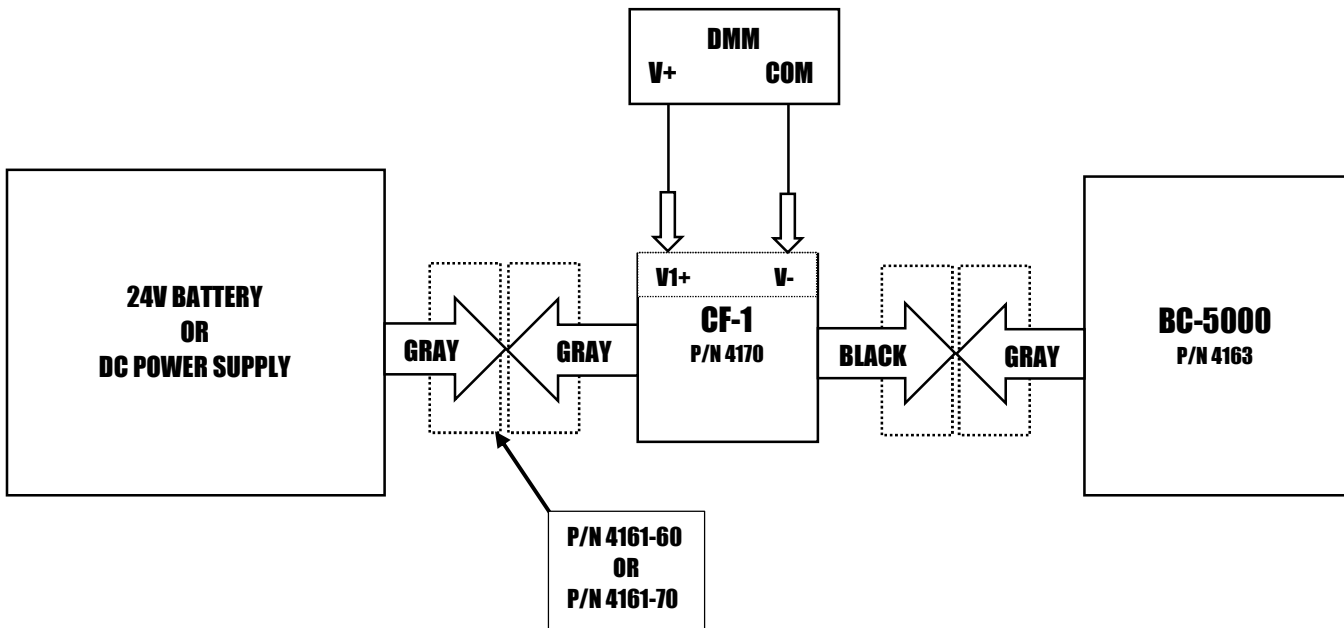 DMM
V+ COM
24V BATTERY
OR
DC POWER SUPPLY
GRAY
GRAY
V1+ V-
CF-1
P/N 4170
BLACK
GRAY
BC-5000
P/N 4163
P/N 4161-60
OR
P/N 4161-70